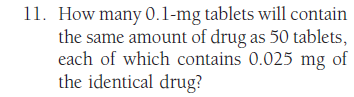 11. How many 0.1-mg tablets will contain
the same amount of drug as 50 tablets,
each of which contains 0.025 mg of
the identical drug?